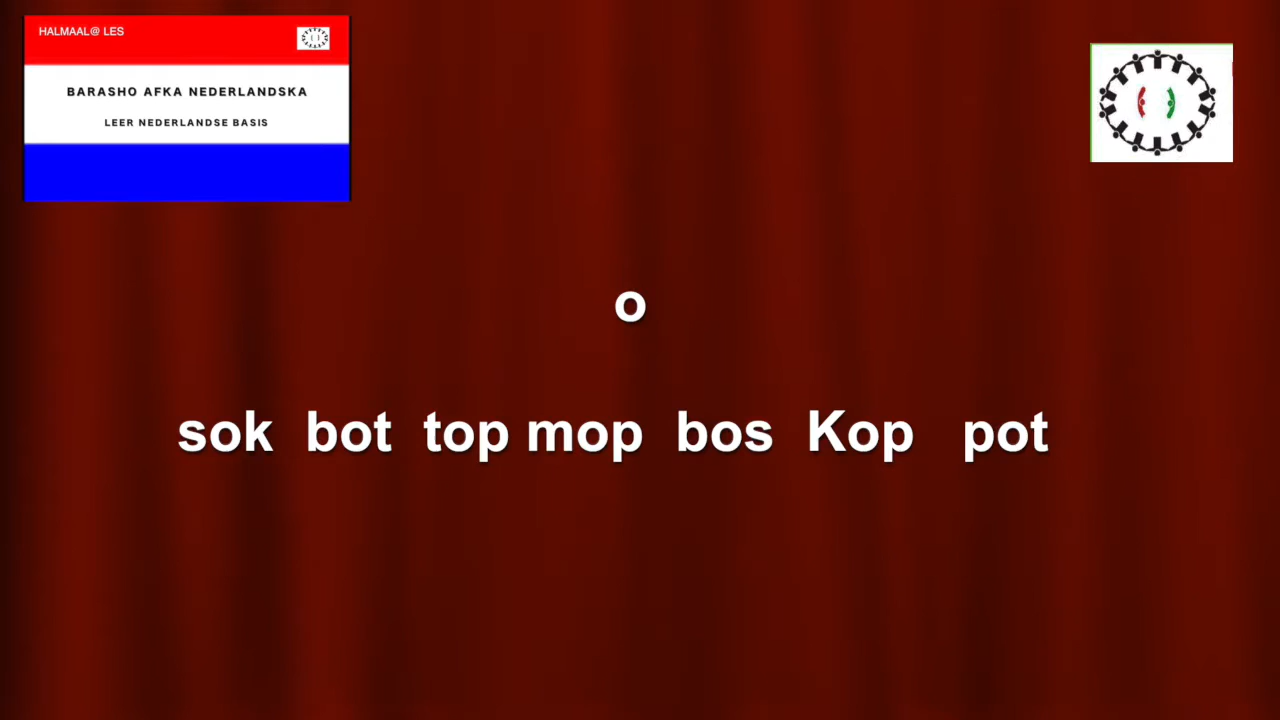 HALMAAL@ LES
BARASHO AFKA NEDERLANDSKA
LEER NEDERLANDSE BASIS
o
sok bot top mop bos Kop pot